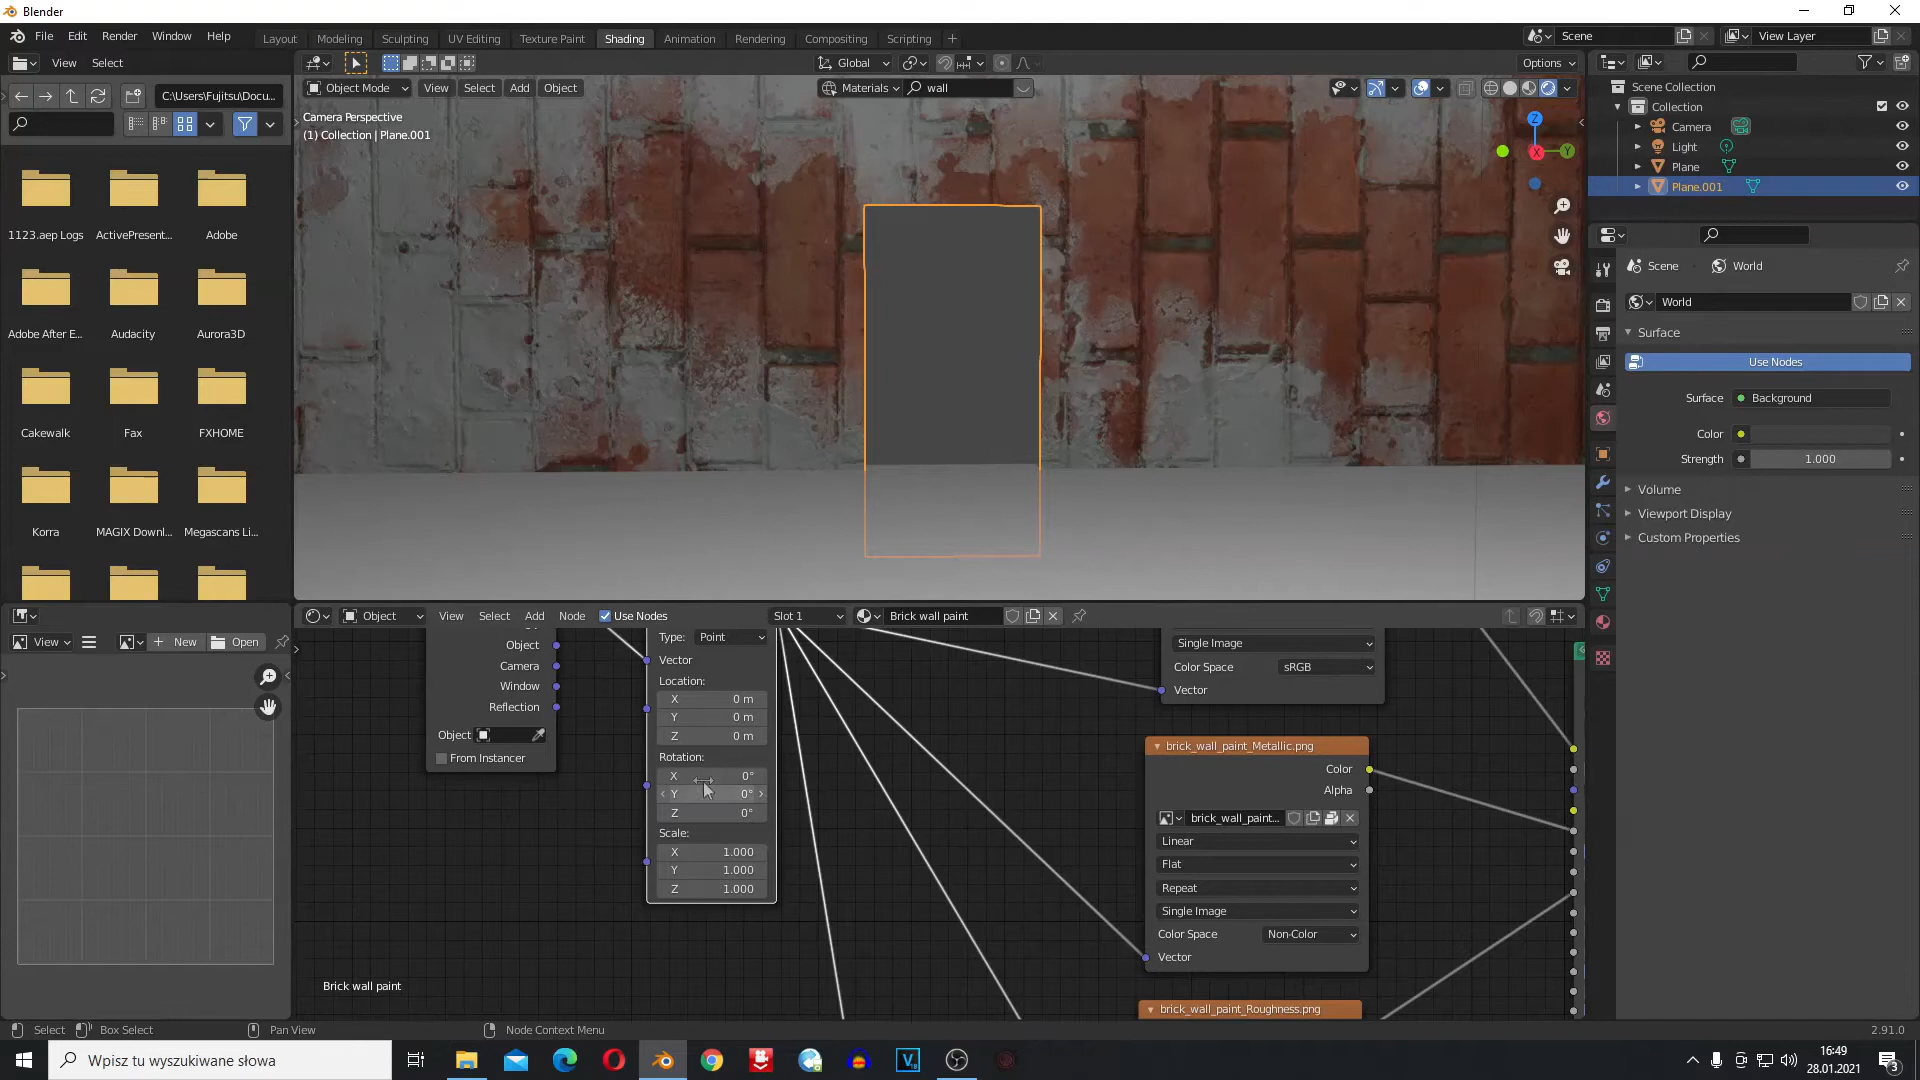 Blender
File Edit Render Window Help
Layout Modeling Sculpting UV Editing Texture Paint Shading Animation Rendering Compositing Scripting
Scene View Layer
View Select
Global
Options
C:\Users\Fujitsu\Docu...
Object Mode View Select Add Object
Materials wall
Camera Perspective
(1) Collection | Plane.001
Z
X
Y
Scene Collection
Collection
Camera
Light
Plane
Plane.001
1123.aep Logs ActivePresent... Adobe
Adobe After E... Audacity Aurora3D
Cakewalk Fax FXHOME
Korra MAGIX Downl... Megascans Li...
Scene World
World
Surface
Use Nodes
Surface Background
Color
Strength 1.000
Volume
Viewport Display
Custom Properties
View New Open
Object View Select Add Node Use Nodes Slot 1 Brick wall paint
Object
Camera
Window
Reflection
Object
From Instancer
Type: Point
Vector
Location:
X 0 m
Y 0 m
Z 0 m
Rotation:
X 0°
Y 0°
Z 0°
Scale:
X 1.000
Y 1.000
Z 1.000
Single Image
Color Space sRGB
Vector
brick_wall_paint_Metallic.png
Color
Alpha
brick_wall_paint...
Linear
Flat
Repeat
Single Image
Color Space Non-Color
Vector
brick_wall_paint_Roughness.png
Brick wall paint
Select Box Select Pan View Node Context Menu 2.91.0
Wpisz tu wyszukiwane słowa
16:49
28.01.2021
3